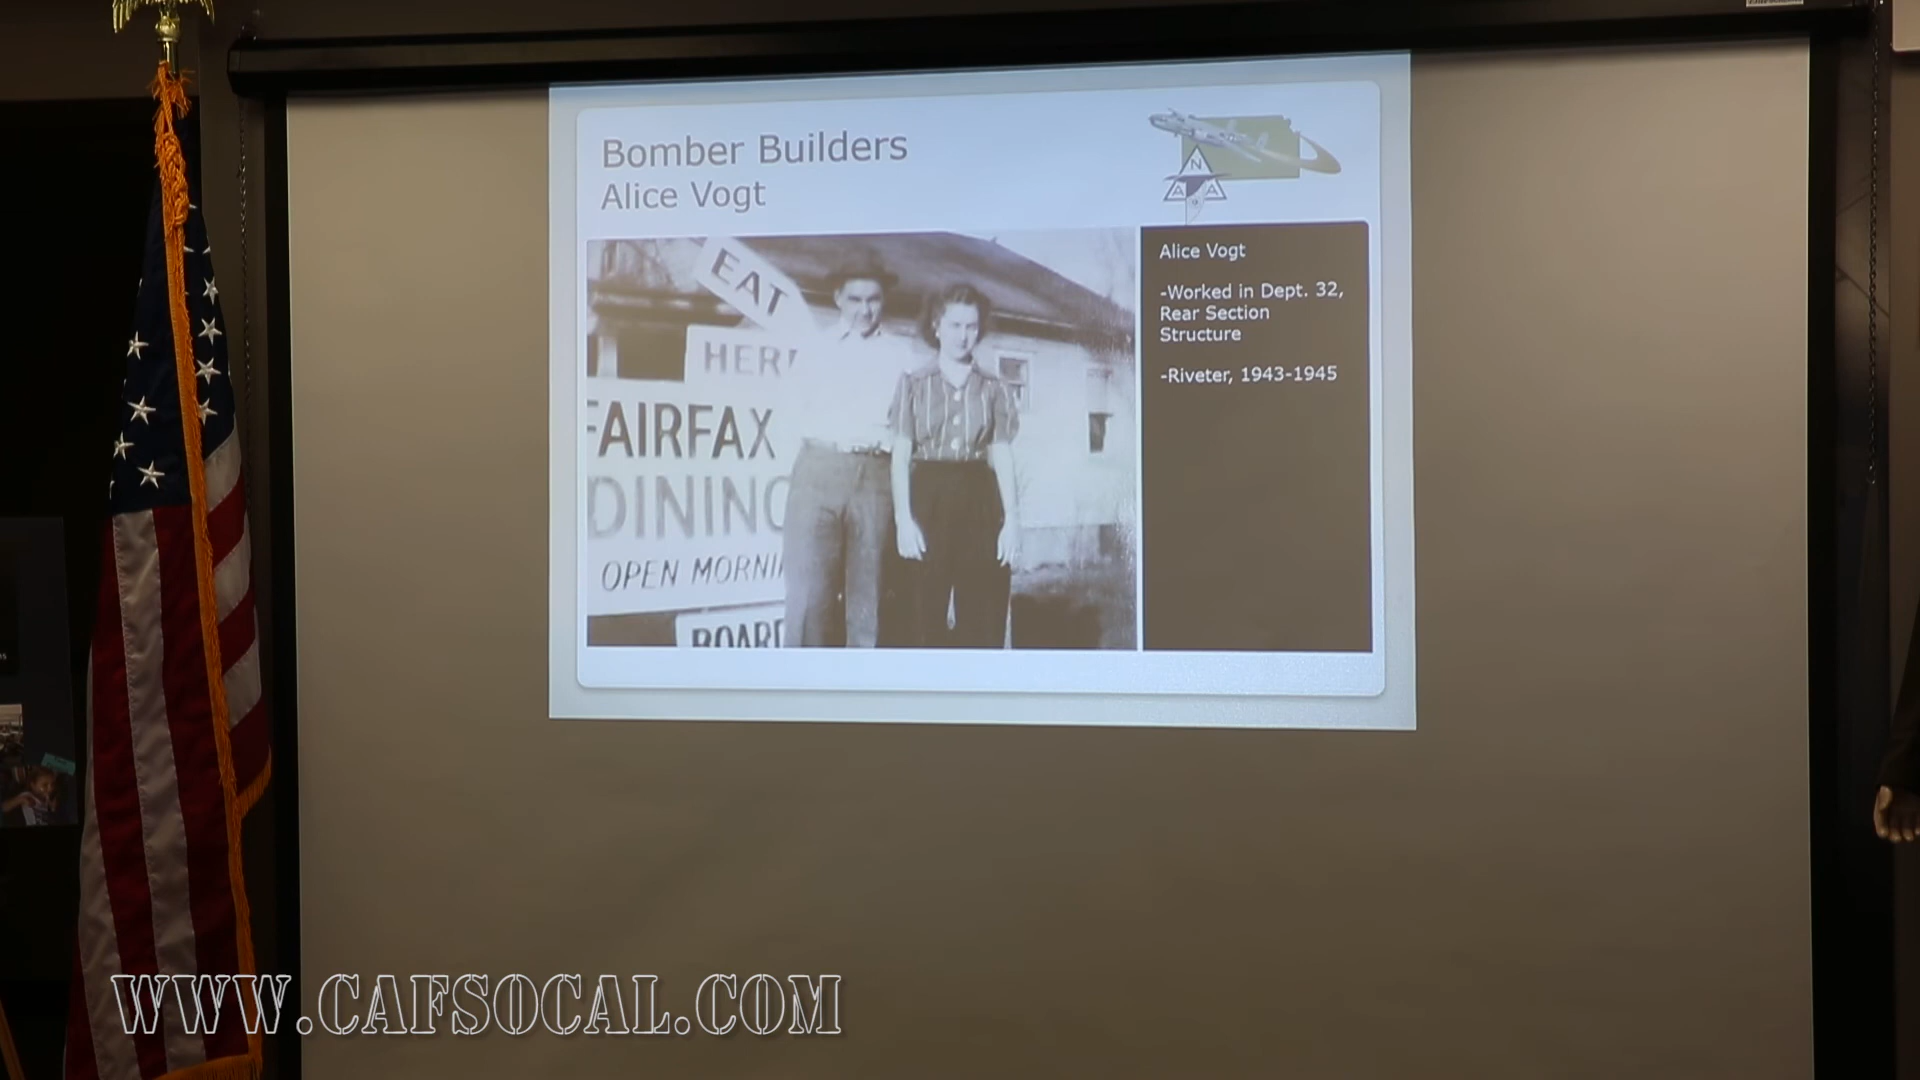 Bomber Builders
Alice Vogt
N
A A
EAT
HER
FAIRFAX
DINING
OPEN MORNI
BOARD
Alice Vogt
-Worked in Dept. 32,
Rear Section
Structure
-Riveter, 1943-1945
WWW.CAFSOCAL.COM